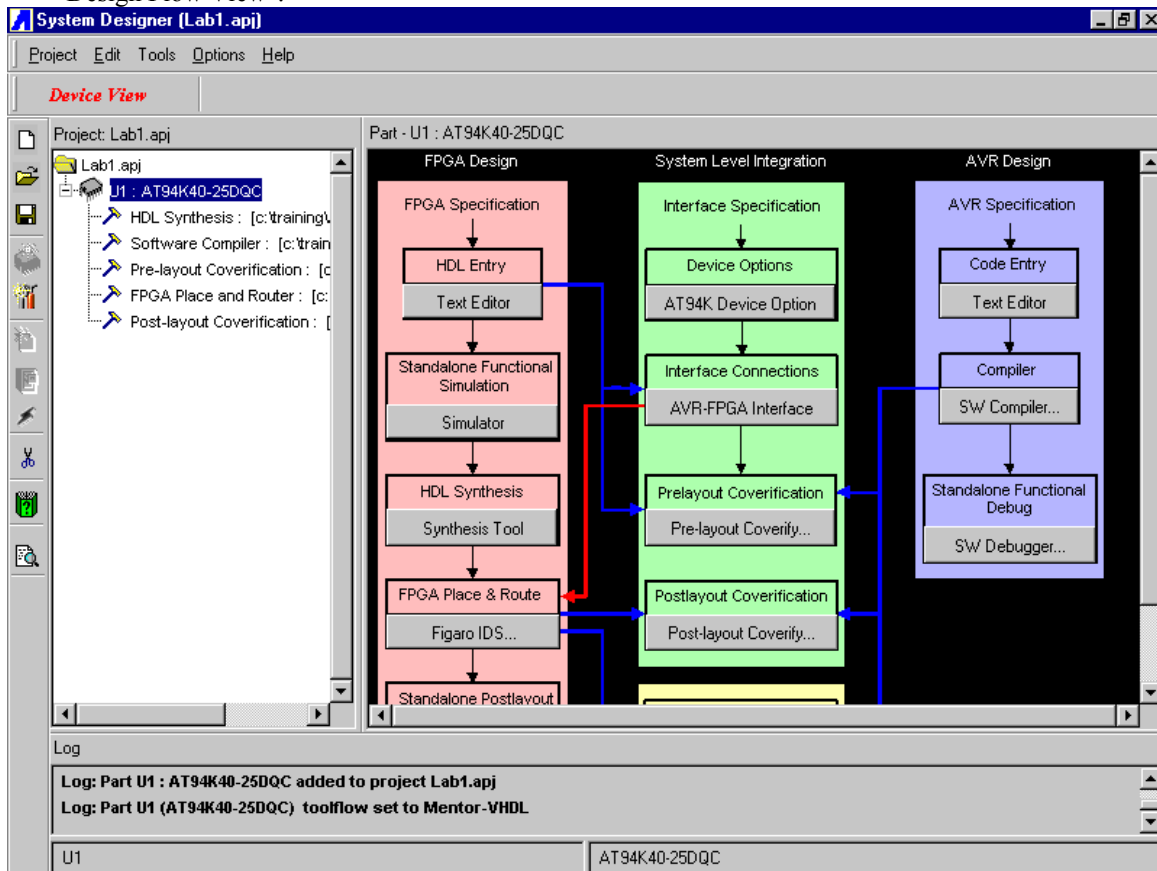 Design Flow View .
System Designer (Lab1.apj)
Project Edit Tools Options Help
Device View
Project: Lab1.apj
Lab1.apj
U1 : AT94K40-25DQC
HDL Synthesis : [c:\training\
Software Compiler : [c:\train
Pre-layout Coverification : [c
FPGA Place and Router : [c:
Post-layout Coverification : [
Part - U1 : AT94K40-25DQC
FPGA Design
FPGA Specification
HDL Entry
Text Editor
Standalone Functional
Simulation
Simulator
HDL Synthesis
Synthesis Tool
FPGA Place & Route
Figaro IDS...
Standalone Postlayout
System Level Integration
Interface Specification
Device Options
AT94K Device Option
Interface Connections
AVR-FPGA Interface
Prelayout Coverification
Pre-layout Coverify...
Postlayout Coverification
Post-layout Coverify...
AVR Design
AVR Specification
Code Entry
Text Editor
Compiler
SW Compiler...
Standalone Functional
Debug
SW Debugger...
Log
Log: Part U1 : AT94K40-25DQC added to project Lab1.apj
Log: Part U1 (AT94K40-25DQC) toolflow set to Mentor-VHDL
U1
AT94K40-25DQC